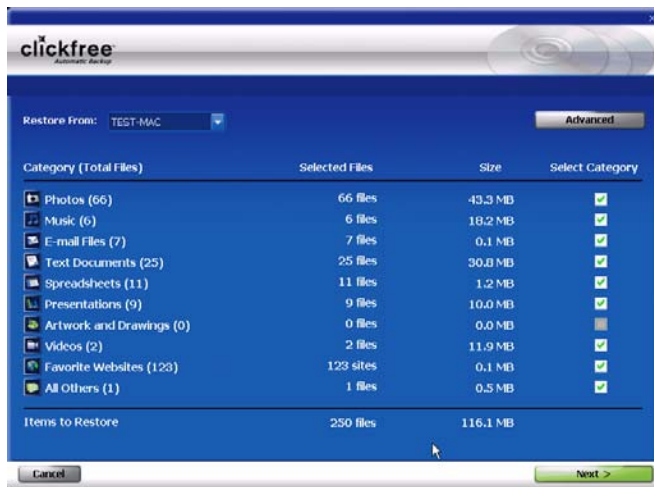 clickfree
Automatic Backup
Restore From: TEST-MAC Advanced
Category (Total Files) Selected Files Size Select Category
Photos (66) 66 files 43.3 MB
Music (6) 6 files 18.2 MB
E-mail Files (7) 7 files 0.1 MB
Text Documents (25) 25 files 30.8 MB
Spreadsheets (11) 11 files 1.2 MB
Presentations (9) 9 files 10.0 MB
Artwork and Drawings (0) 0 files 0.0 MB
Videos (2) 2 files 11.9 MB
Favorite Websites (123) 123 sites 0.1 MB
All Others (1) 1 files 0.5 MB
Items to Restore 250 files 116.1 MB
Cancel Next >